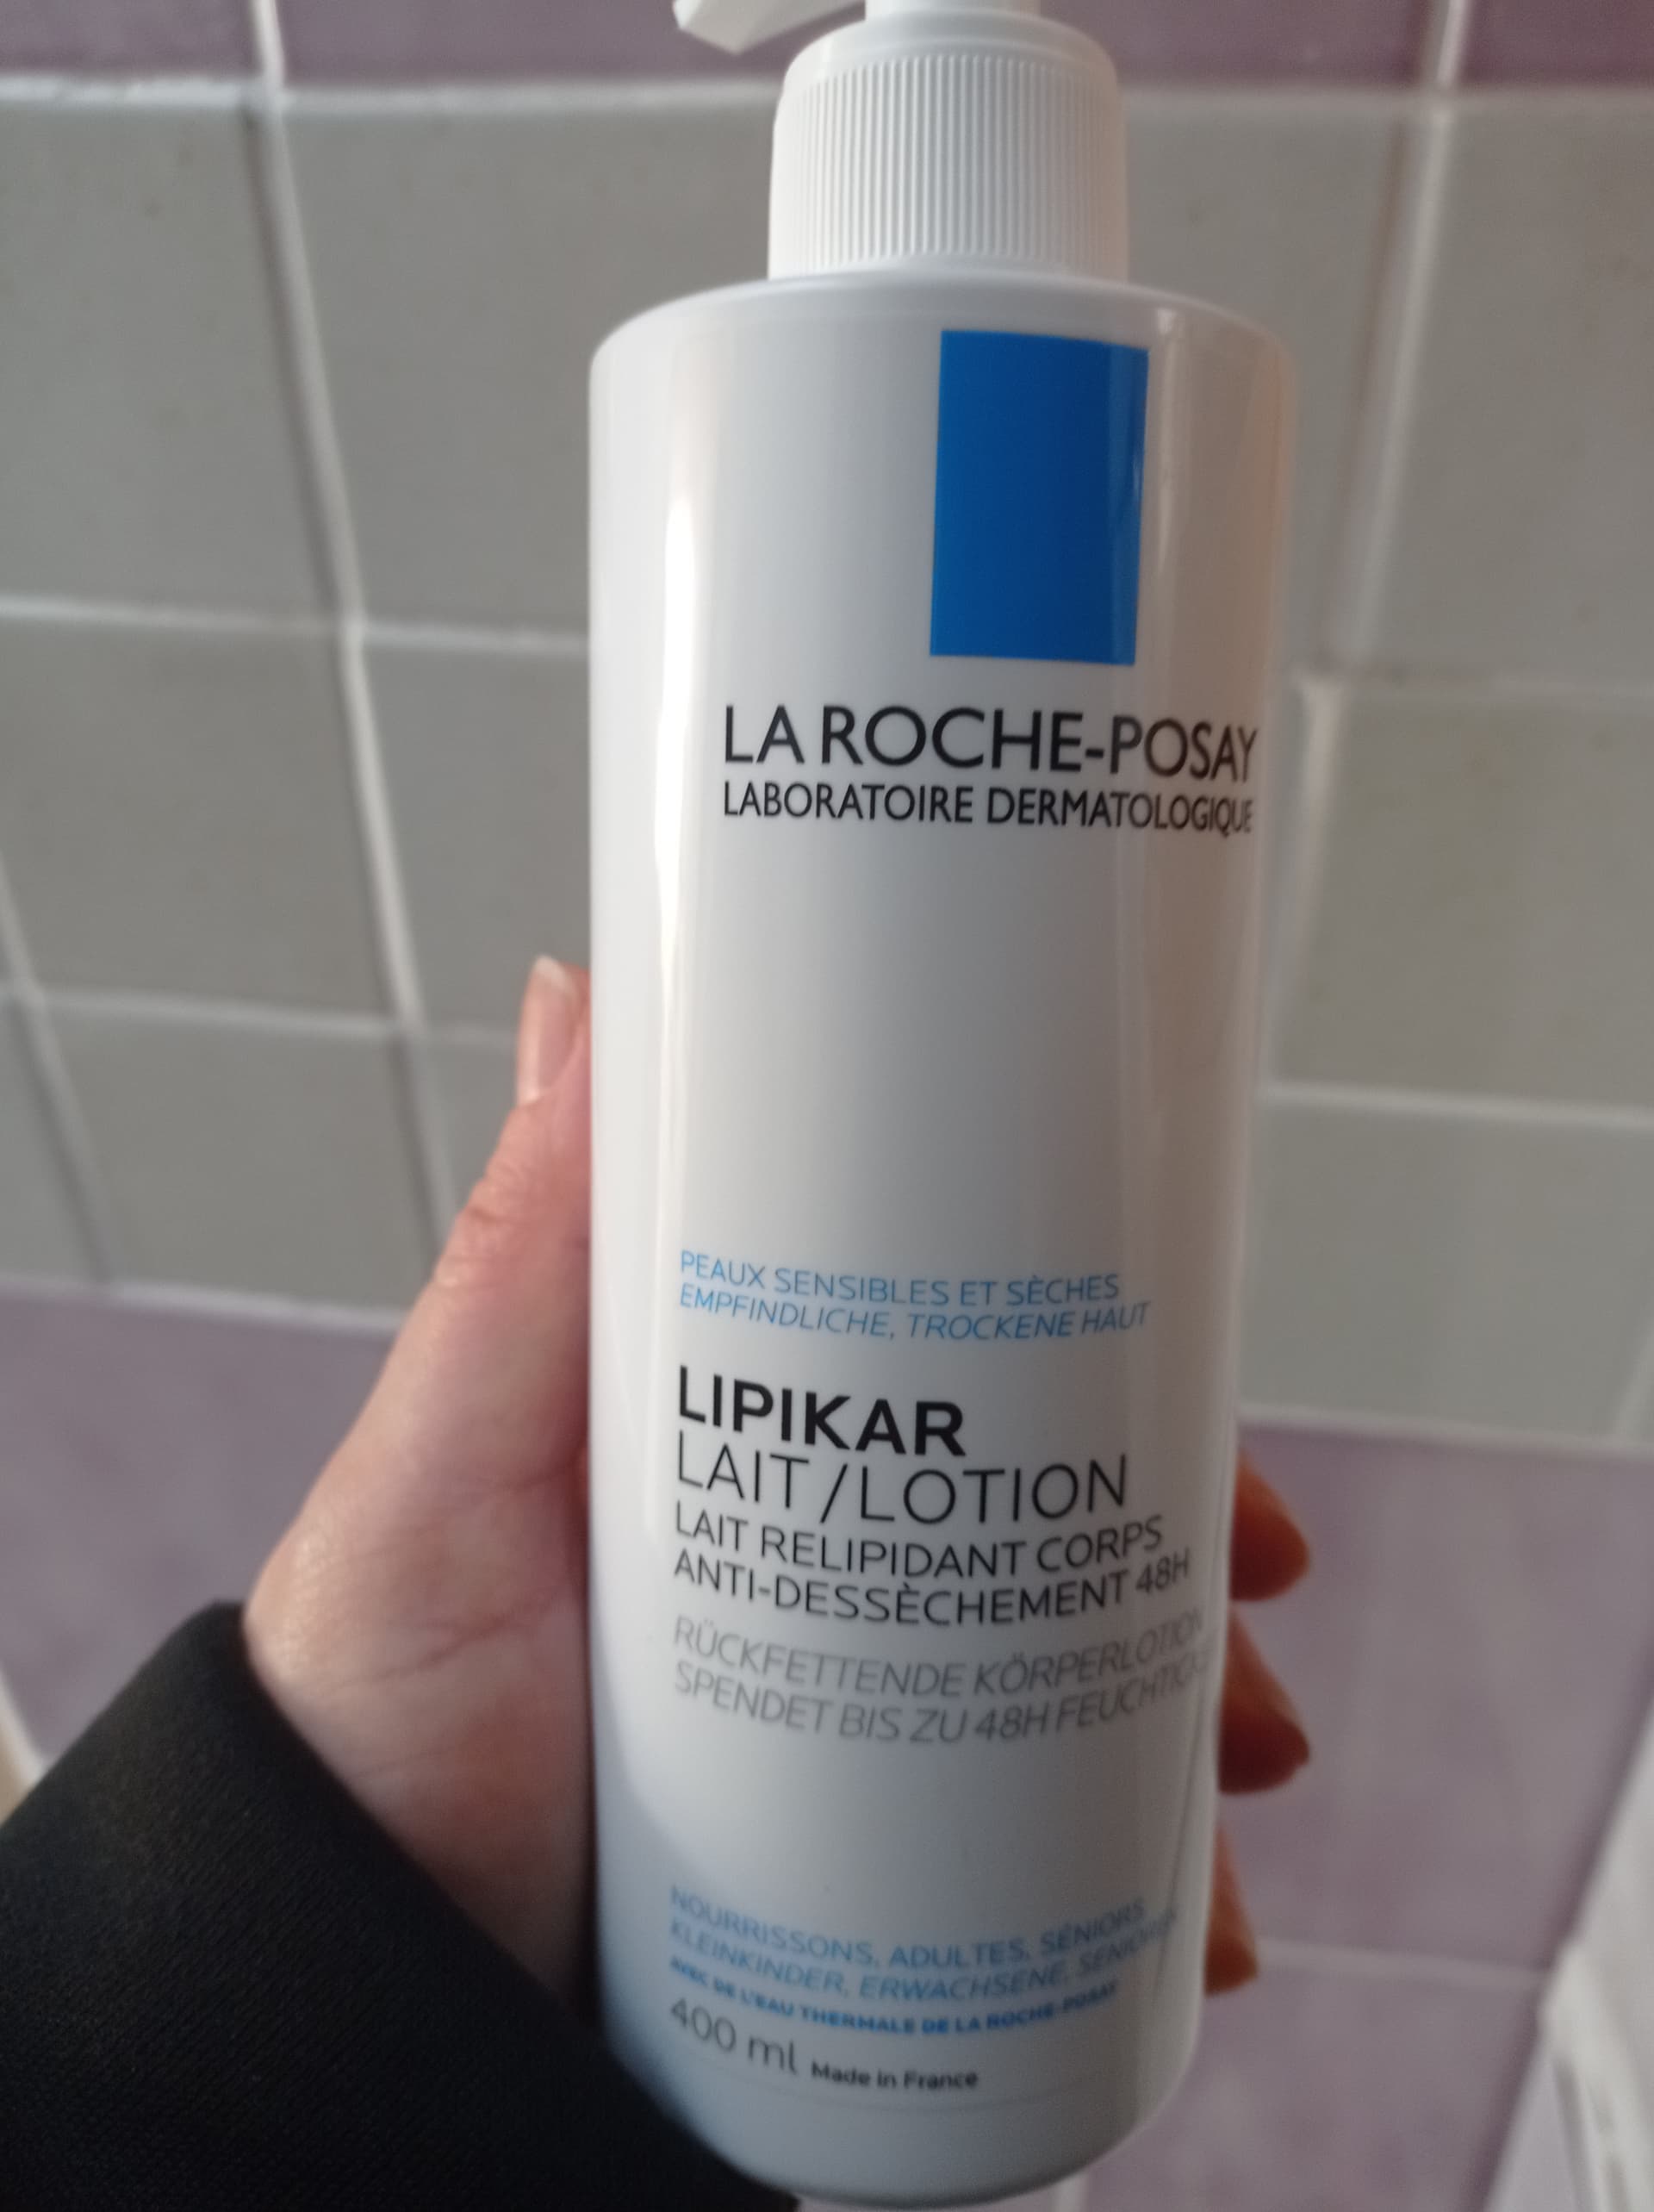 LA ROCHE-POSAY
LABORATOIRE DERMATOLOGIQUE
PEAUX SENSIBLES ET SÈCHES
EMPFINDLICHE, TROCKENE HAUT
LIPIKAR
LAIT / LOTION
LAIT RELIPIDANT CORPS
ANTI-DESSÈCHEMENT 48H
RÜCKFETTENDE KÖRPERLOTION
SPENDET BIS ZU 48H
NOURRISSONS, ADULTES, SÉNIORS
KLEINKINDER, ERWACHSENE,
AVEC DE L'EAU THERMALE DE LA ROCHE-POSAY
400 ml Made in France